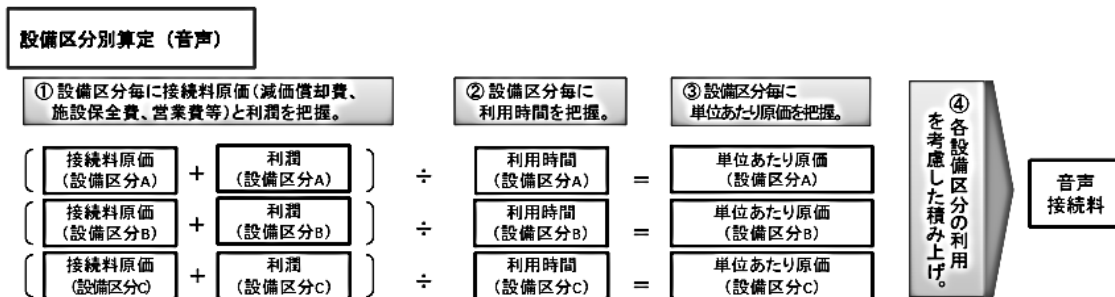 設備区分別算定（音声）
①設備区分毎に接続料原価（減価償却費、
施設保全費、営業費等）と利潤を把握。
②設備区分毎に
利用時間を把握。
③設備区分毎に
単位あたり原価を把握。
④各設備区分の利用
を考慮した積み上げ。
接続料原価
（設備区分A）
+
利潤
（設備区分A）
÷
利用時間
（設備区分A）
=
単位あたり原価
（設備区分A）
接続料原価
（設備区分B）
+
利潤
（設備区分B）
÷
利用時間
（設備区分B）
=
単位あたり原価
（設備区分B）
接続料原価
（設備区分C）
+
利潤
（設備区分C）
÷
利用時間
（設備区分C）
=
単位あたり原価
（設備区分C）
音声
接続料